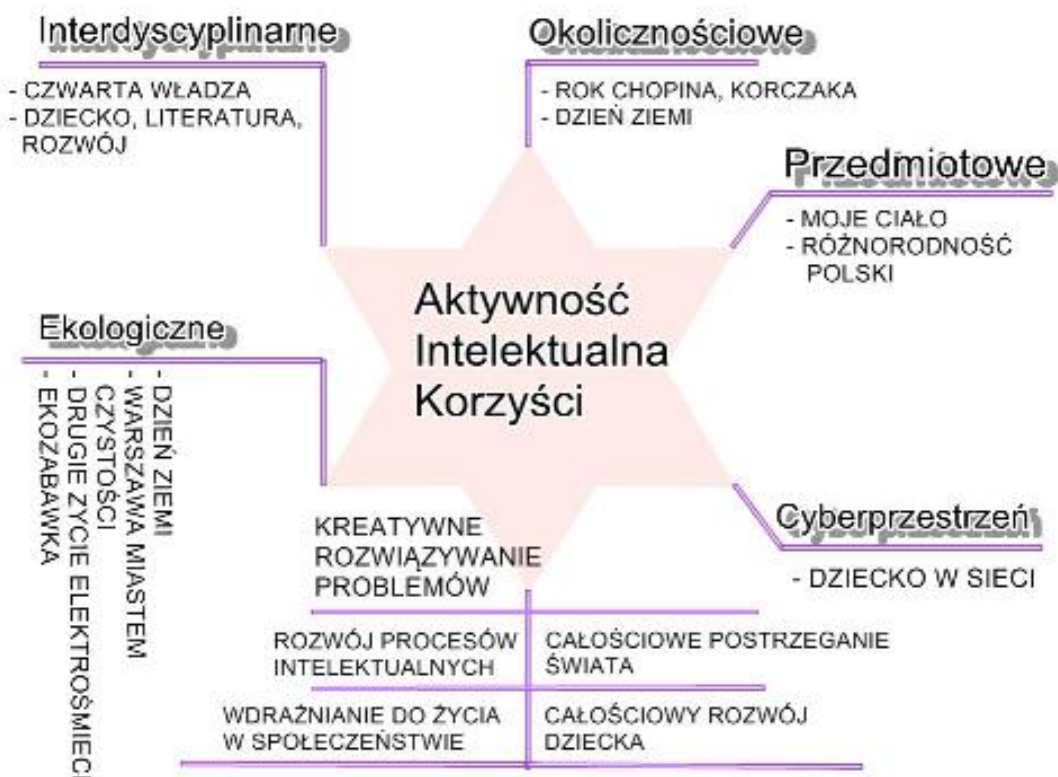 Interdyscyplinarne
- CZWARTA WŁADZA
- DZIECKO, LITERATURA,
ROZWÓJ
Okolicznościowe
- ROK CHOPINA, KORCZAKA
- DZIEŃ ZIEMI
Przedmiotowe
- MOJE CIAŁO
- RÓŻNORODNOŚĆ
POLSKI
Aktywność
Intelektualna
Korzyści
Ekologiczne
- DZIEŃ ZIEMI
- WARSZAWA MIASTEM
CZYSTOŚCI
- DRUGIE ZYCIE ELEKTROŚMIECI
- EKOZABAWKA
Cyberprzestrzeń
- DZIECKO W SIECI
KREATYWNE
ROZWIĄZYWANIE
PROBLEMÓW
ROZWÓJ PROCESÓW
INTELEKTUALNYCH
CAŁOŚCIOWE POSTRZEGANIE
ŚWIATA
WDRAŹNIANIE DO ŻYCIA
W SPOŁECZEŃSTWIE
CAŁOŚCIOWY ROZWÓJ
DZIECKA